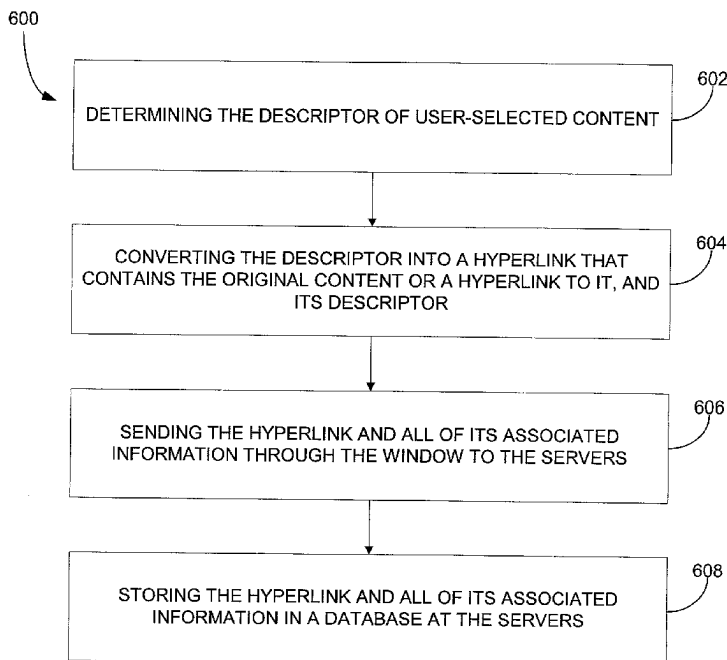 600
602
DETERMINING THE DESCRIPTOR OF USER-SELECTED CONTENT
604
CONVERTING THE DESCRIPTOR INTO A HYPERLINK THAT
CONTAINS THE ORIGINAL CONTENT OR A HYPERLINK TO IT, AND
ITS DESCRIPTOR
606
SENDING THE HYPERLINK AND ALL OF ITS ASSOCIATED
INFORMATION THROUGH THE WINDOW TO THE SERVERS
608
STORING THE HYPERLINK AND ALL OF ITS ASSOCIATED
INFORMATION IN A DATABASE AT THE SERVERS